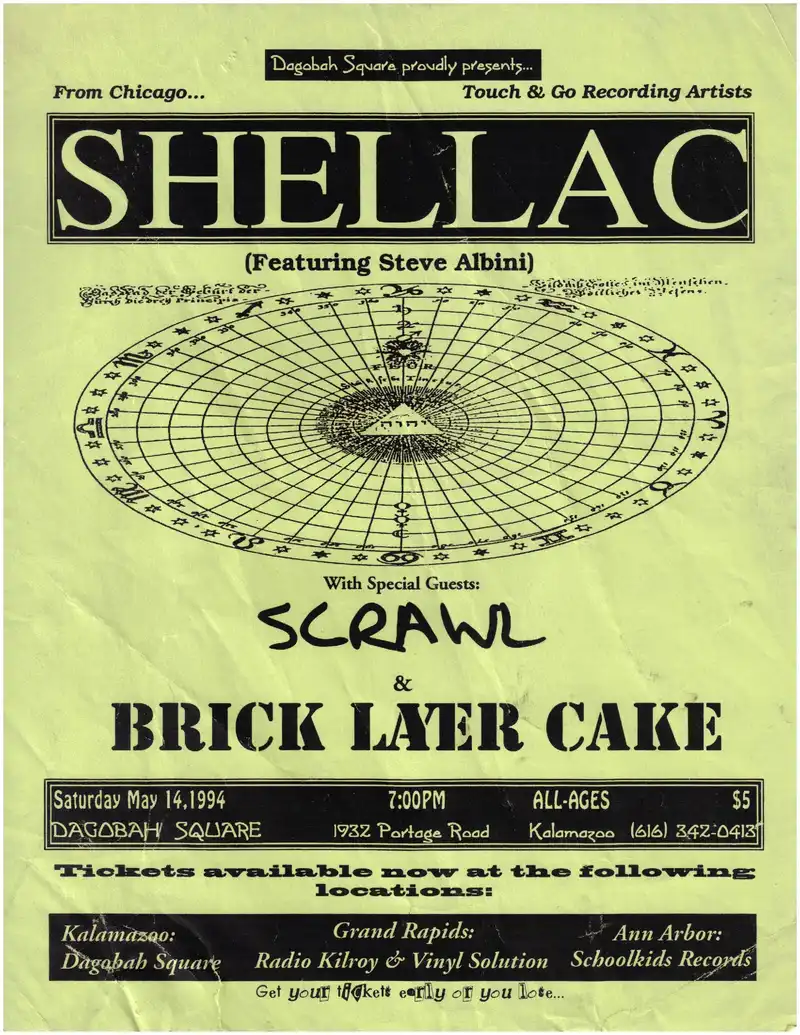 Dagobah Square proudly presents...
From Chicago... Touch & Go Recording Artists
SHELLAC
(Featuring Steve Albini)
F L O R
יהוה
With Special Guests:
SCRAWL
&
BRICK LAYER CAKE
Saturday May 14,1994 7:00PM ALL-AGES $5
DAGOBAH SQUARE 1932 Portage Road Kalamazoo (616) 342-0413
Tickets available now at the following
locations:
Kalamazoo: Grand Rapids: Ann Arbor:
Dagobah Square Radio Kilroy & Vinyl Solution Schoolkids Records
Get your tickets early or you lose...